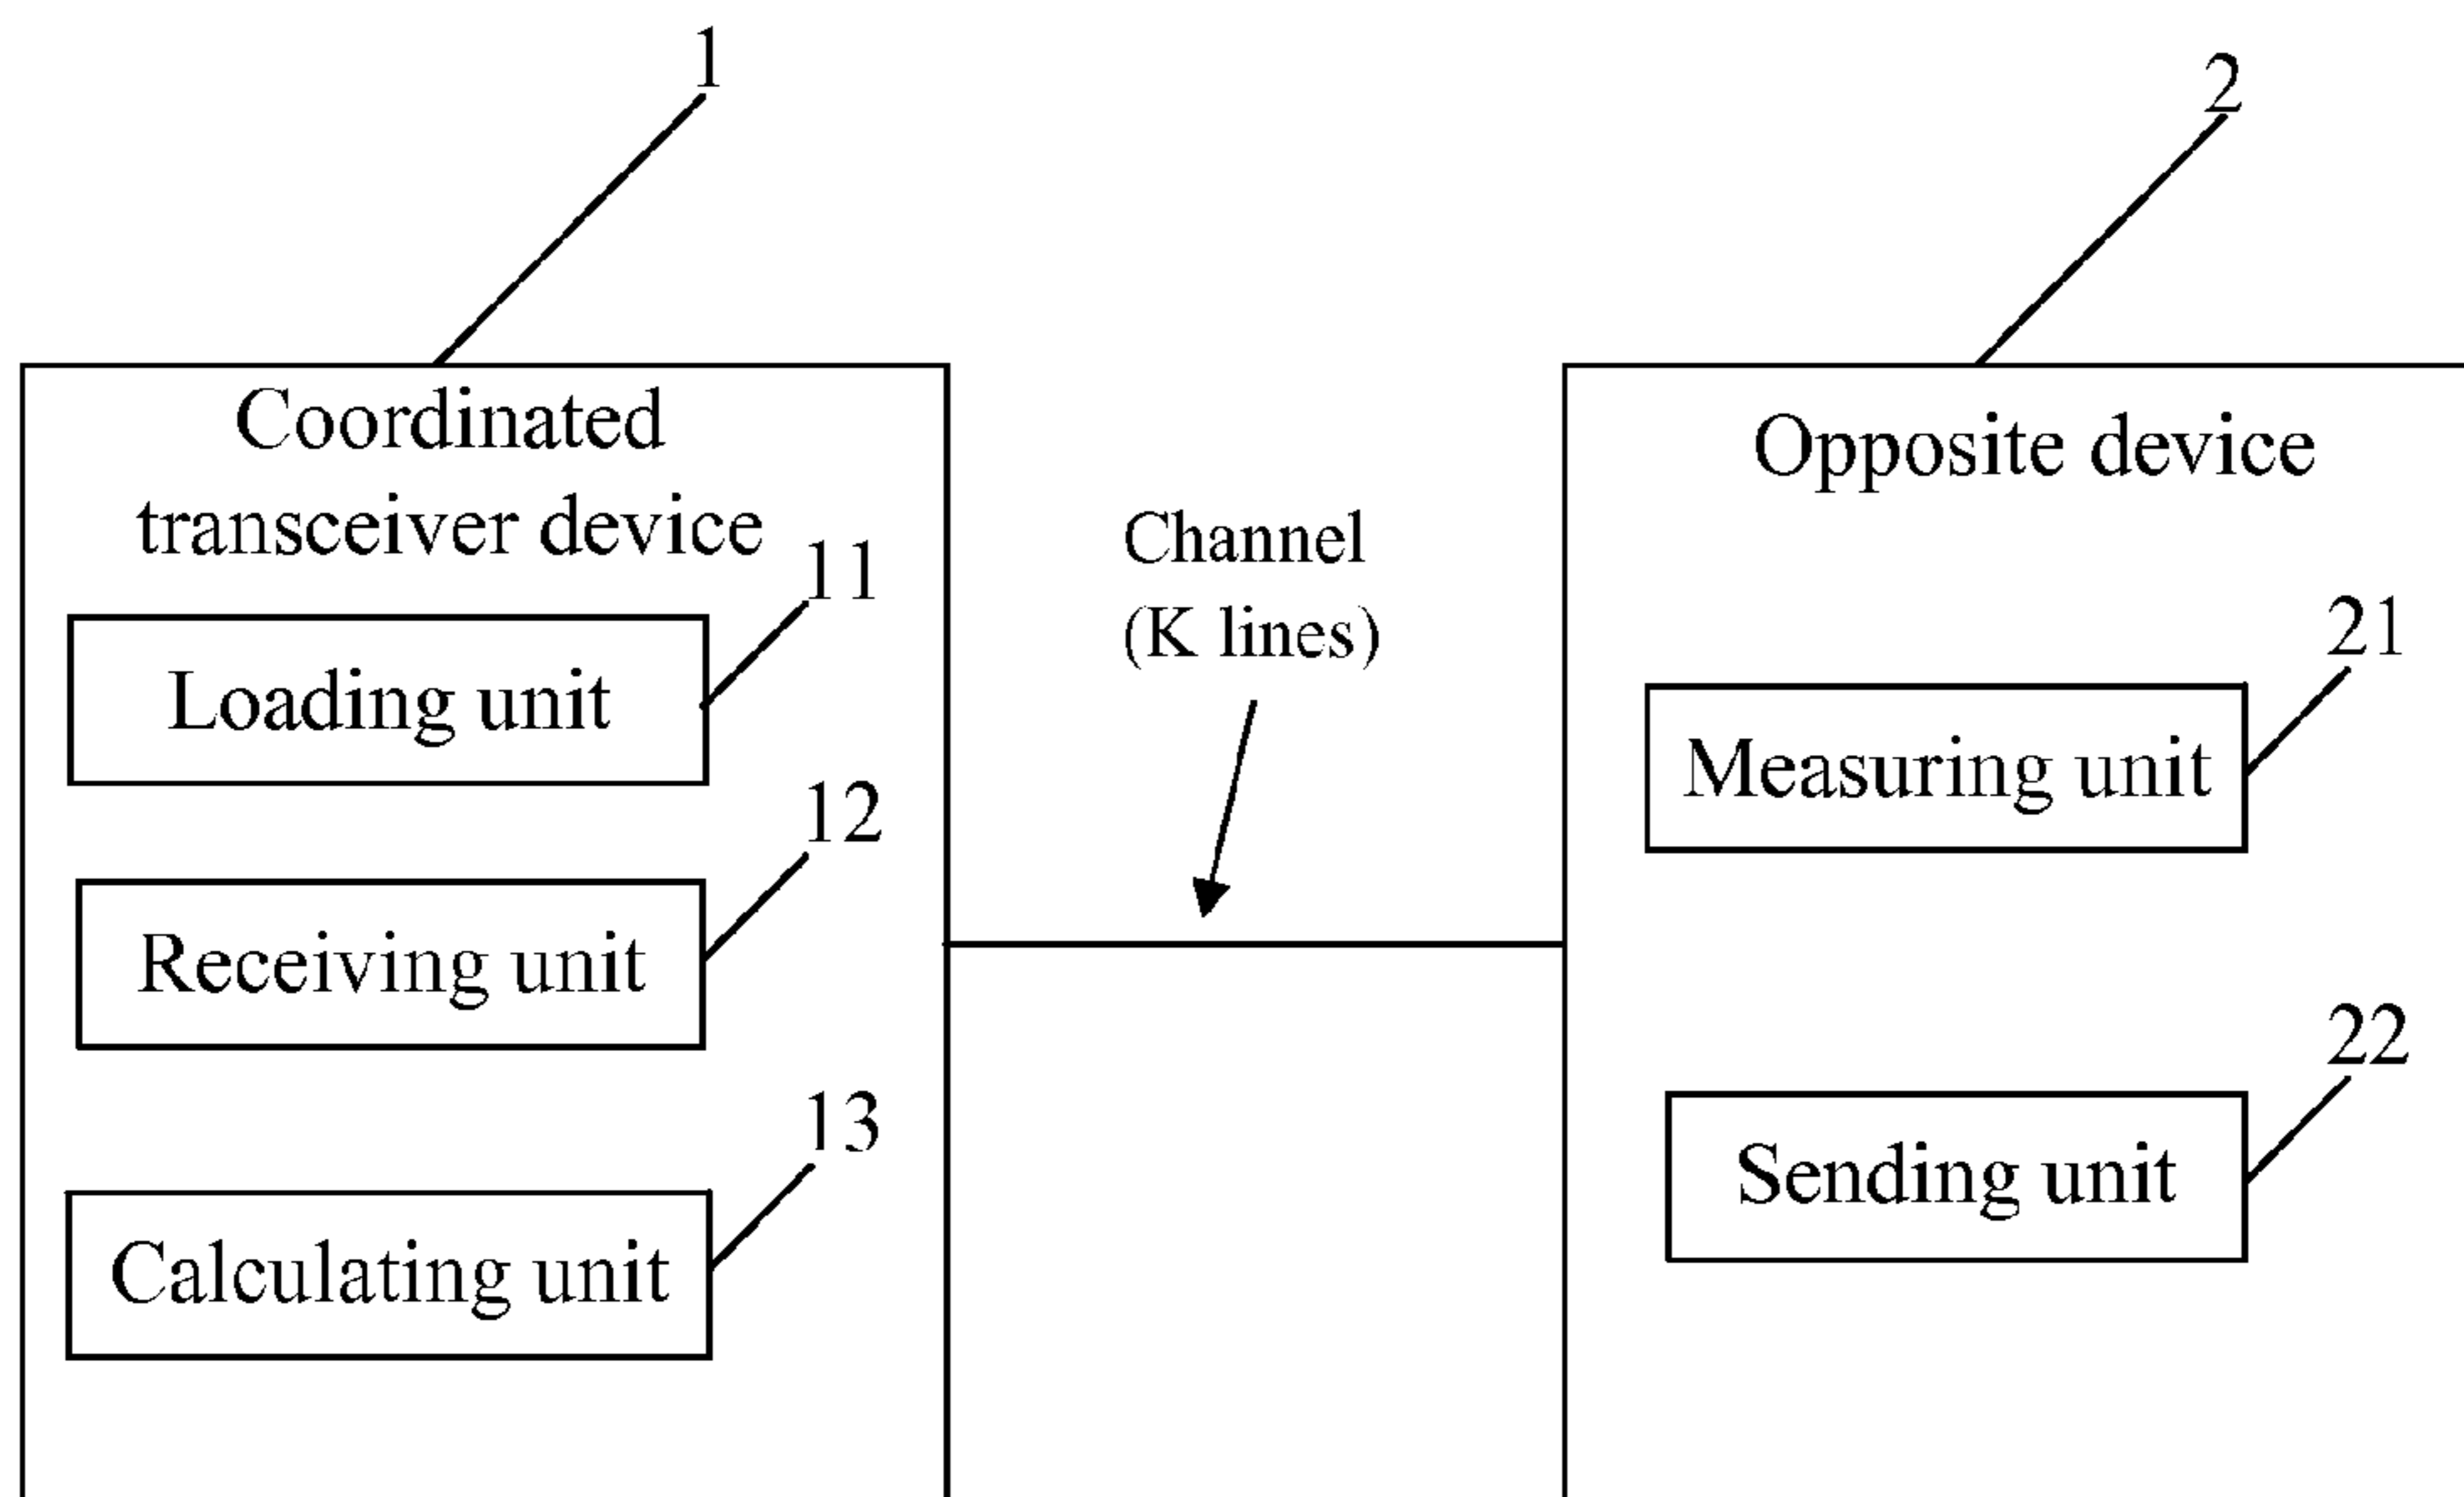 1
2
Coordinated
transceiver device
Opposite device
Channel
(K lines)
11
Loading unit
12
Receiving unit
13
Calculating unit
21
Measuring unit
22
Sending unit